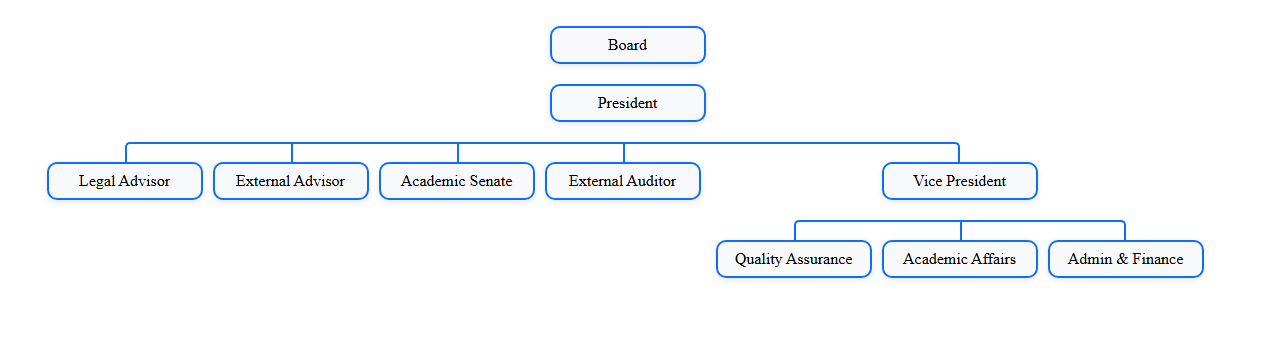 Board
President
Legal Advisor
External Advisor
Academic Senate
External Auditor
Vice President
Quality Assurance
Academic Affairs
Admin & Finance